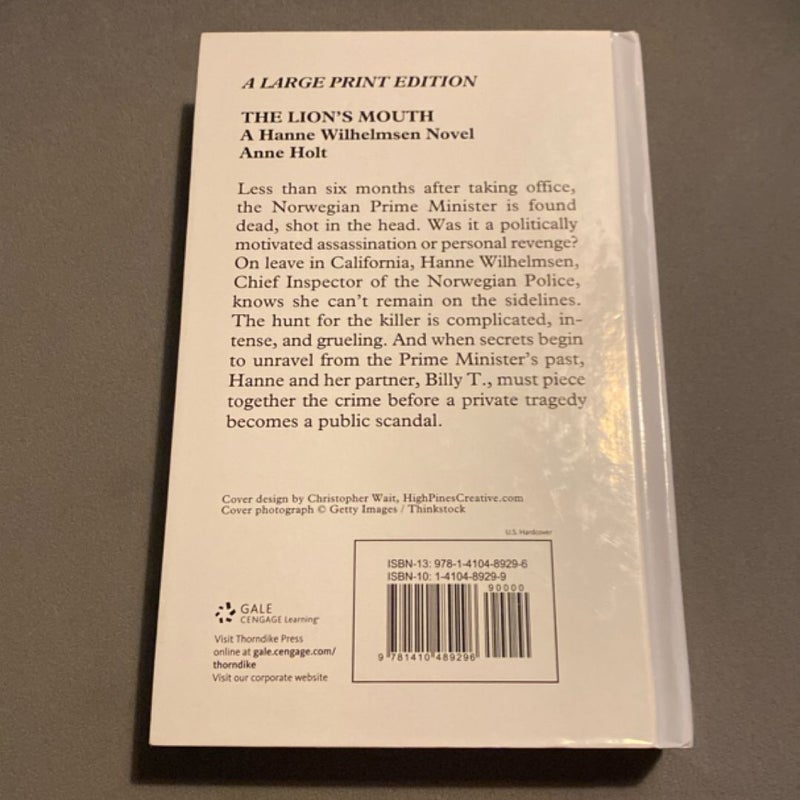 A LARGE PRINT EDITION
THE LION'S MOUTH
A Hanne Wilhelmsen Novel
Anne Holt
Less than six months after taking office,
the Norwegian Prime Minister is found
dead, shot in the head. Was it a politically
motivated assassination or personal revenge?
On leave in California, Hanne Wilhelmsen,
Chief Inspector of the Norwegian Police,
knows she can't remain on the sidelines.
The hunt for the killer is complicated, in-
tense, and grueling. And when secrets begin
to unravel from the Prime Minister's past,
Hanne and her partner, Billy T., must piece
together the crime before a private tragedy
becomes a public scandal.
Cover design by Christopher Wait, HighPinesCreative.com
Cover photograph © Getty Images / Thinkstock
U.S. Hardcover
ISBN-13: 978-1-4104-8929-6
ISBN-10: 1-4104-8929-9
90000
9 781410 489296
GALE
CENGAGE Learning®
Visit Thorndike Press
online at gale.cengage.com/
thorndike
Visit our corporate website